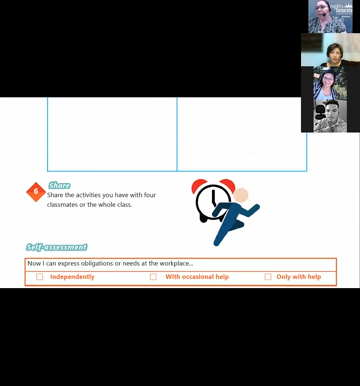 6
Share
Share the activities you have with four
classmates or the whole class.
Self-assessment
Now I can express obligations or needs at the workplace...
Independently
With occasional help
Only with help